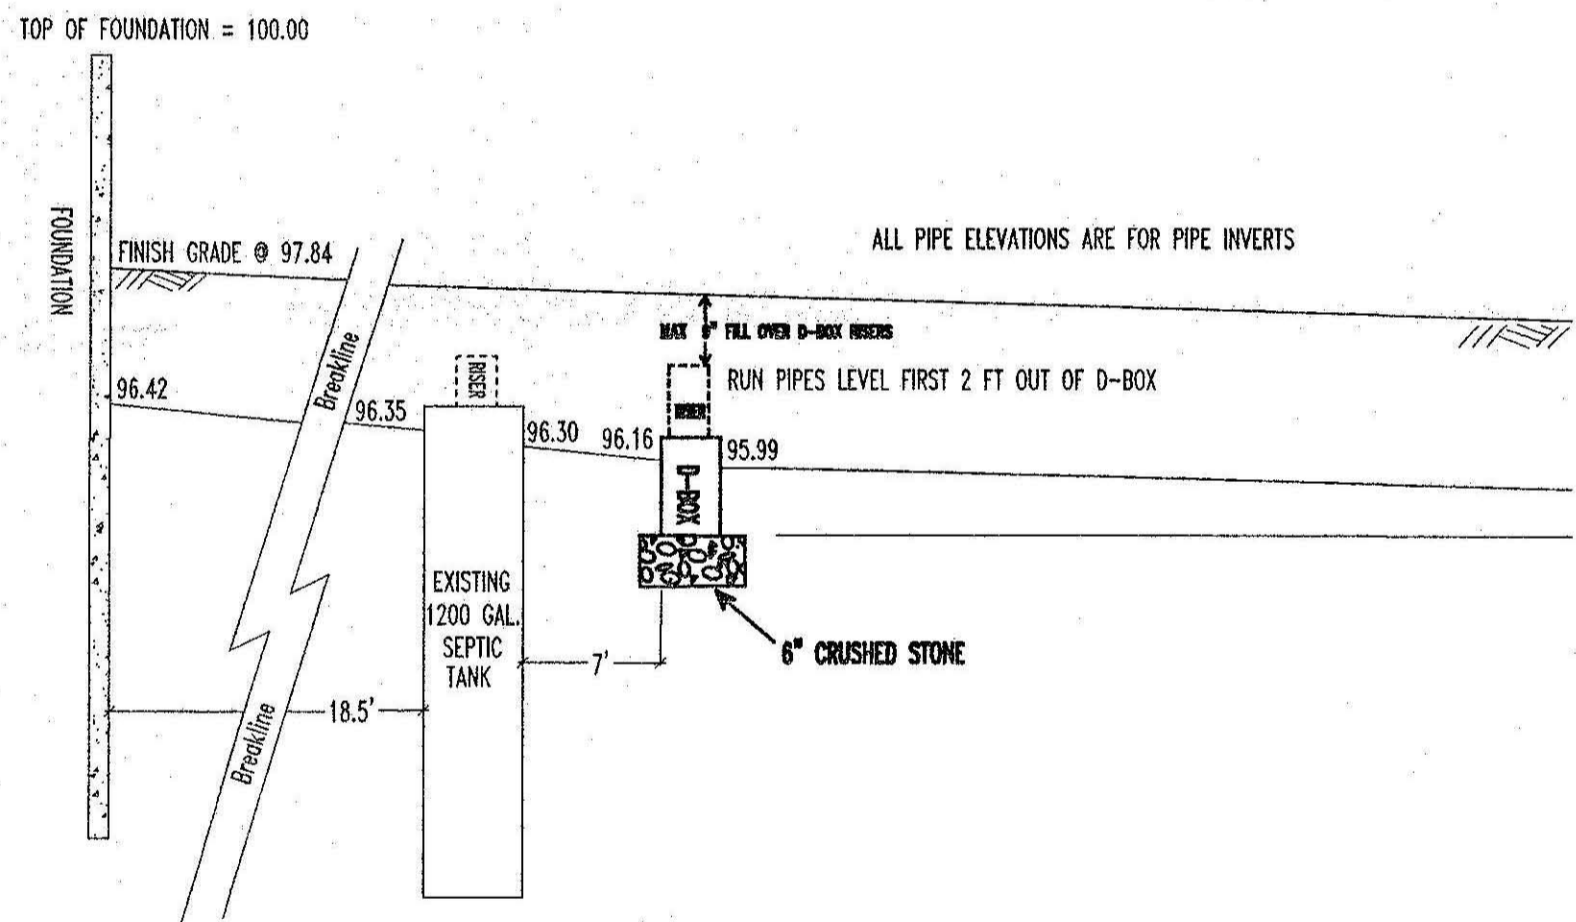 TOP OF FOUNDATION = 100.00
FOUNDATION
FINISH GRADE @ 97.84
ALL PIPE ELEVATIONS ARE FOR PIPE INVERTS
Breakline
MAX FILL OVER D-BOX RISERS
RISER
RUN PIPES LEVEL FIRST 2 FT OUT OF D-BOX
96.42
96.35
RISER
96.30
96.16
95.99
D-BOX
EXISTING
1200 GAL.
SEPTIC
TANK
7'
6" CRUSHED STONE
18.5'
Breakline